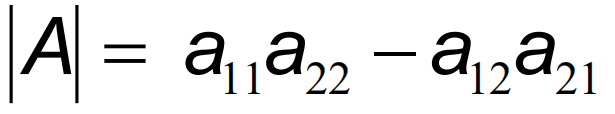 |A| = a₁₁a₂₂ − a₁₂a₂₁